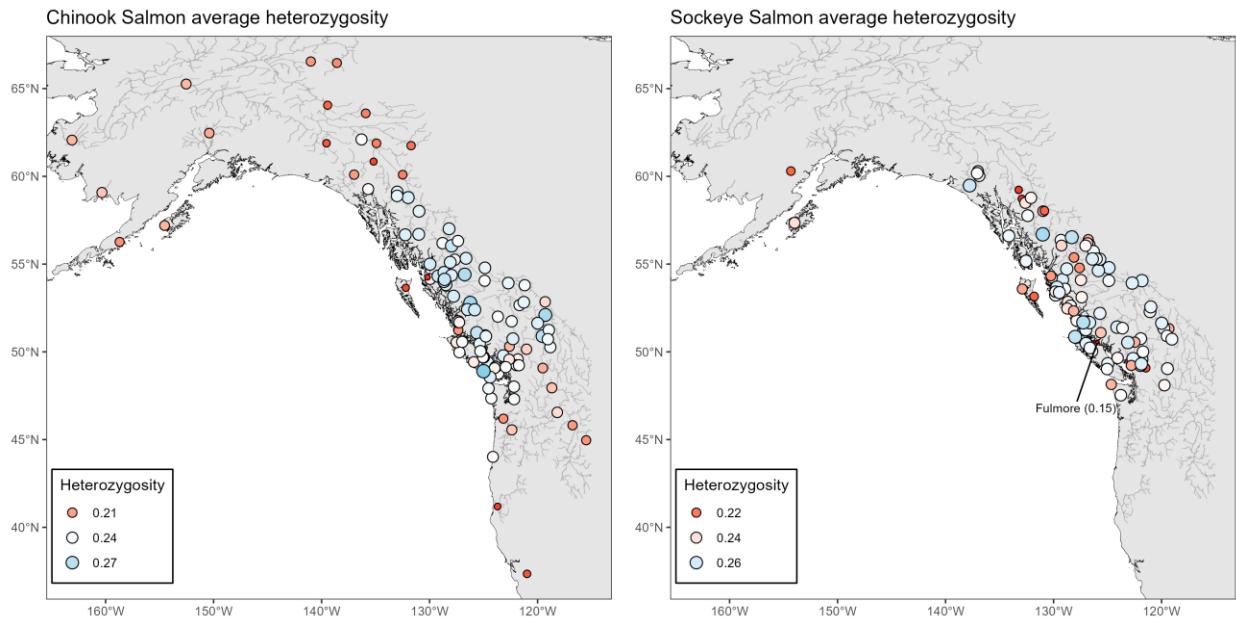 Chinook Salmon average heterozygosity
65°N
60°N
55°N
50°N
45°N
40°N
Heterozygosity
0.21
0.24
0.27
160°W
150°W
140°W
130°W
120°W
Sockeye Salmon average heterozygosity
65°N
60°N
55°N
50°N
45°N
40°N
Fulmore (0.15)
Heterozygosity
0.22
0.24
0.26
160°W
150°W
140°W
130°W
120°W